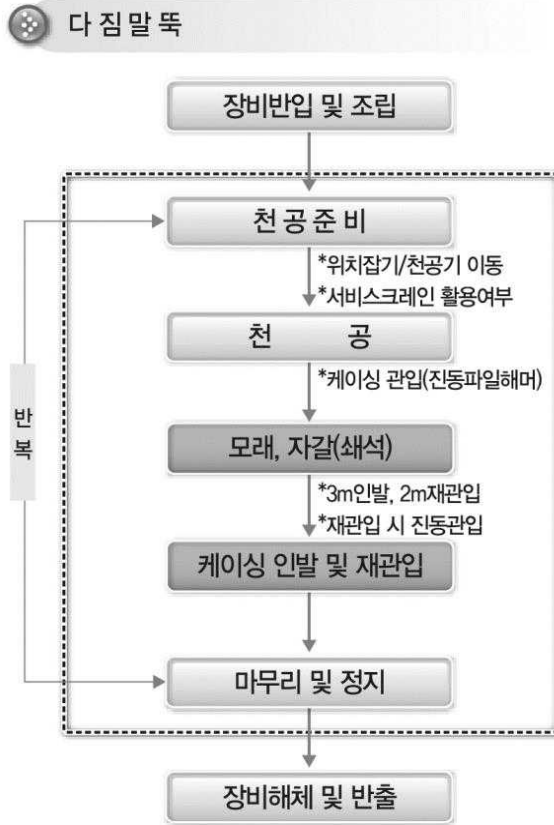 다 짐 말 뚝
장비반입 및 조립
천 공 준 비
*위치잡기/천공기 이동
*서비스크레인 활용여부
천 공
*케이싱 관입(진동파일해머)
반
복
모래, 자갈(쇄석)
*3m인발, 2m재관입
*재관입 시 진동관입
케이싱 인발 및 재관입
마무리 및 정지
장비해체 및 반출